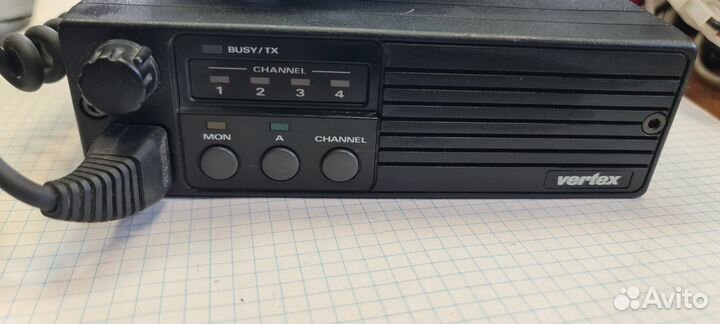 BUSY/TX
CHANNEL
1 2 3 4
MON A CHANNEL
vertex
Avito